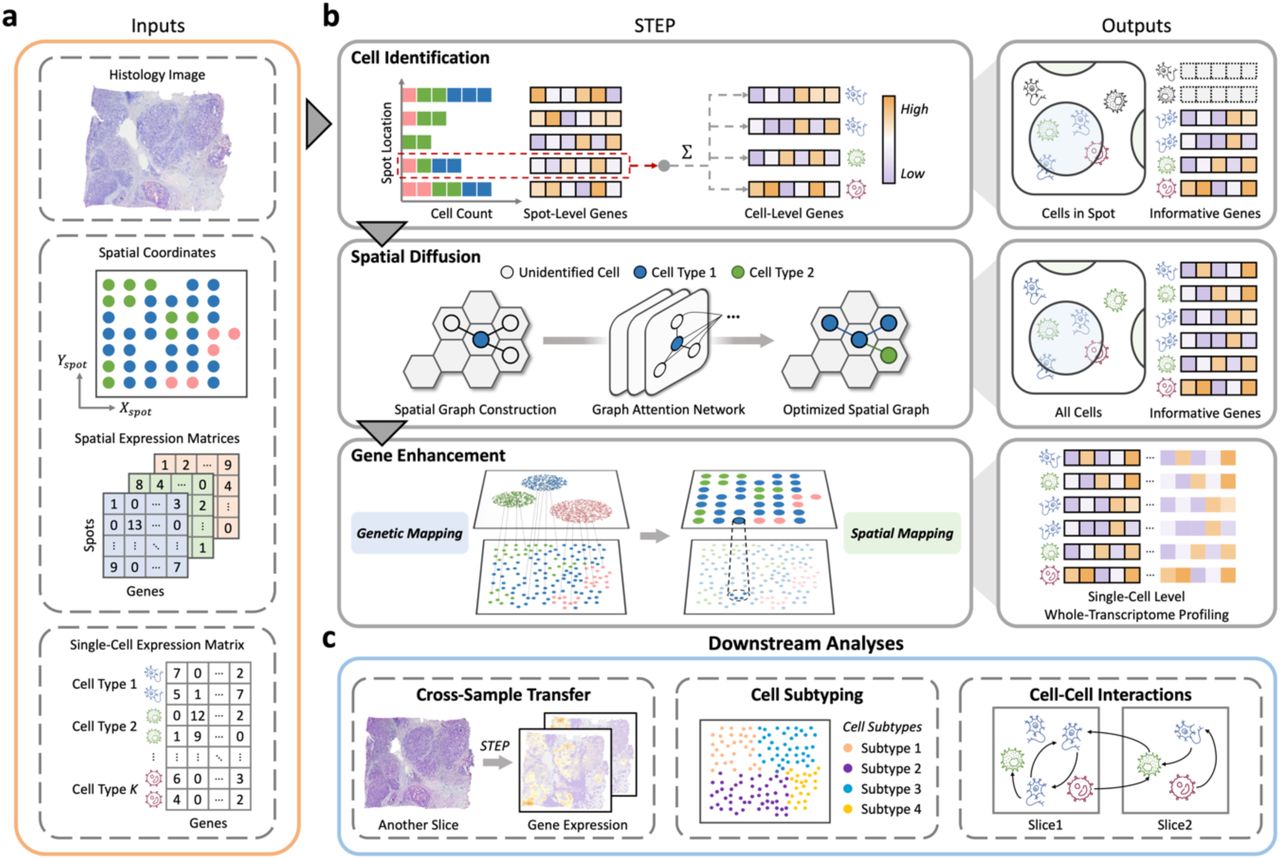 a
Inputs
Histology Image
Spatial Coordinates
Y_spot
X_spot
Spatial Expression Matrices
1 2 ... 9
8 4 ... 0 4
1 0 ... 3 2 ⋮
0 13 ... 0 ⋮ 0
⋮ ⋮ ⋱ ⋮ 1
9 0 ... 7
Spots
Genes
Single-Cell Expression Matrix
Cell Type 1
7 0 ... 2
5 1 ... 7
Cell Type 2
0 12 ... 2
1 9 ... 0
⋮ ⋮ ⋱ ⋮
Cell Type K
6 0 ... 3
4 0 ... 2
Genes
b
STEP
Cell Identification
Spot Location
Cell Count
Spot-Level Genes
Σ
Cell-Level Genes
High
Low
Spatial Diffusion
Unidentified Cell
Cell Type 1
Cell Type 2
...
Spatial Graph Construction
Graph Attention Network
Optimized Spatial Graph
Gene Enhancement
Genetic Mapping
Spatial Mapping
Outputs
Cells in Spot
Informative Genes
All Cells
Informative Genes
...
...
Single-Cell Level
Whole-Transcriptome Profiling
c
Downstream Analyses
Cross-Sample Transfer
STEP
Another Slice
Gene Expression
Cell Subtyping
Cell Subtypes
Subtype 1
Subtype 2
Subtype 3
Subtype 4
Cell-Cell Interactions
Slice1
Slice2